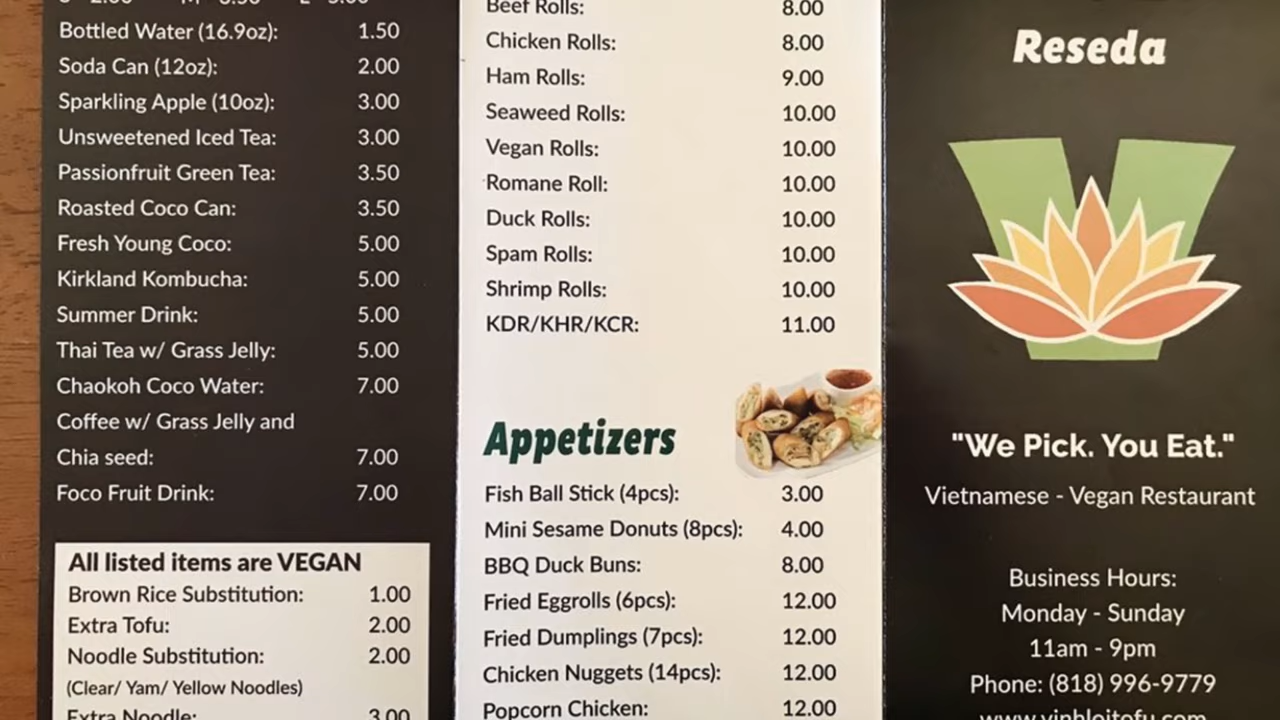 Bottled Water (16.9oz): 1.50
Soda Can (12oz): 2.00
Sparkling Apple (10oz): 3.00
Unsweetened Iced Tea: 3.00
Passionfruit Green Tea: 3.50
Roasted Coco Can: 3.50
Fresh Young Coco: 5.00
Kirkland Kombucha: 5.00
Summer Drink: 5.00
Thai Tea w/ Grass Jelly: 5.00
Chaokoh Coco Water: 7.00
Coffee w/ Grass Jelly and
Chia seed: 7.00
Foco Fruit Drink: 7.00
All listed items are VEGAN
Brown Rice Substitution: 1.00
Extra Tofu: 2.00
Noodle Substitution: 2.00
(Clear/ Yam/ Yellow Noodles)
Extra Noodle: 3.00
Beef Rolls: 8.00
Chicken Rolls: 8.00
Ham Rolls: 9.00
Seaweed Rolls: 10.00
Vegan Rolls: 10.00
Romane Roll: 10.00
Duck Rolls: 10.00
Spam Rolls: 10.00
Shrimp Rolls: 10.00
KDR/KHR/KCR: 11.00
Appetizers
Fish Ball Stick (4pcs): 3.00
Mini Sesame Donuts (8pcs): 4.00
BBQ Duck Buns: 8.00
Fried Eggrolls (6pcs): 12.00
Fried Dumplings (7pcs): 12.00
Chicken Nuggets (14pcs): 12.00
Popcorn Chicken: 12.00
Reseda
"We Pick. You Eat."
Vietnamese - Vegan Restaurant
Business Hours:
Monday - Sunday
11am - 9pm
Phone: (818) 996-9779
www.vinhloitofu.com